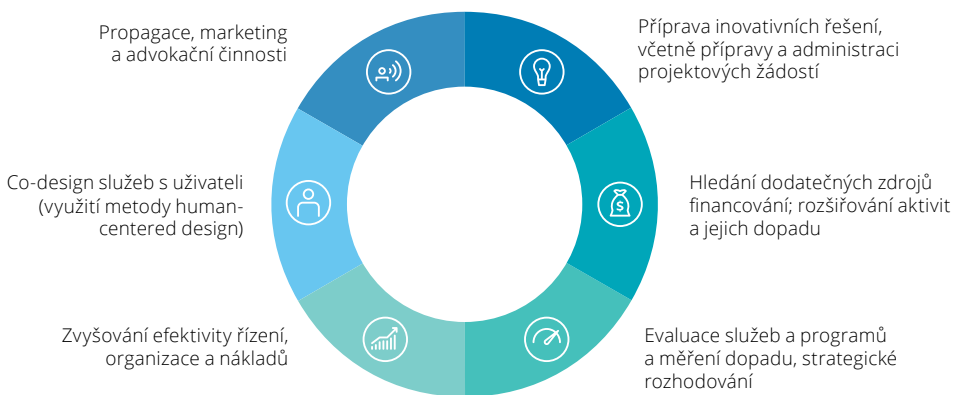 Propagace, marketing
a advokační činnosti
Příprava inovativních řešení,
včetně přípravy a administraci
projektových žádostí
Co-design služeb s uživateli
(využití metody human-
centered design)
Hledání dodatečných zdrojů
financování; rozšiřování aktivit
a jejich dopadu
$
Zvyšování efektivity řízení,
organizace a nákladů
Evaluace služeb a programů
a měření dopadu, strategické
rozhodování